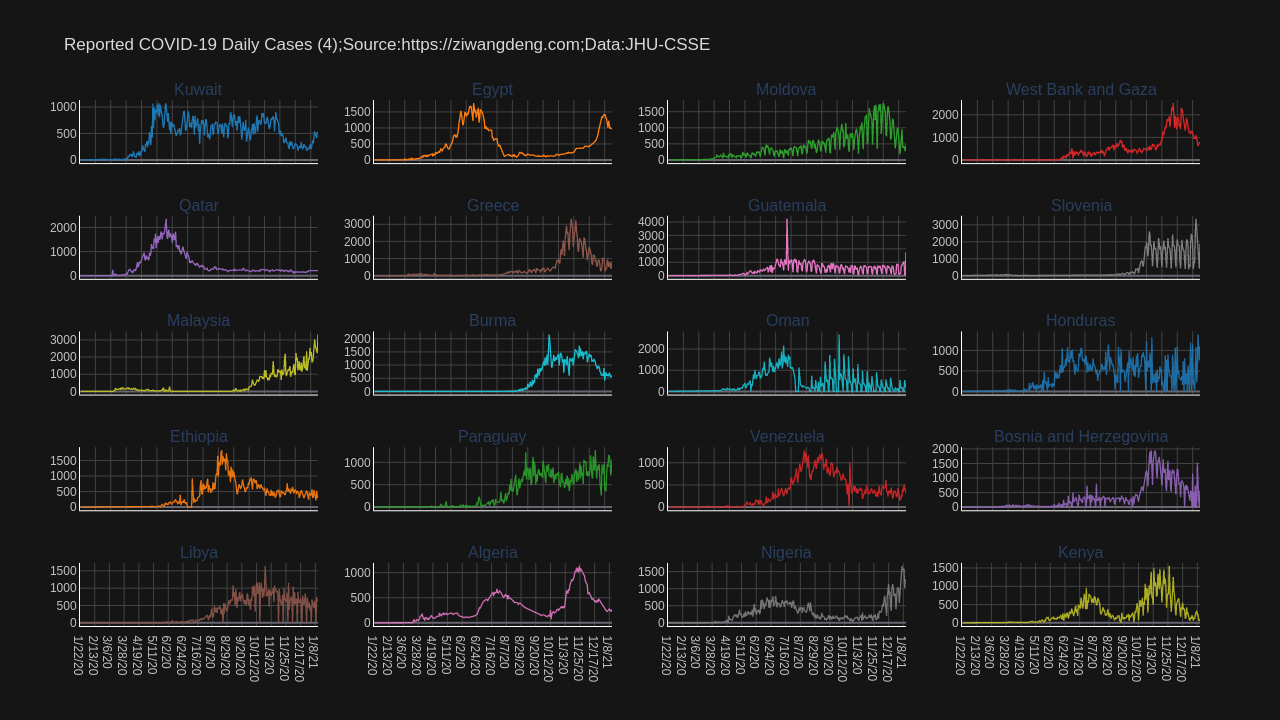 Reported COVID-19 Daily Cases (4);Source:https://ziwangdeng.com;Data:JHU-CSSE
Kuwait Egypt Moldova West Bank and Gaza
1000 500 0
1500 1000 500 0
1500 1000 500 0
2000 1000 0
Qatar Greece Guatemala Slovenia
2000 1000 0
3000 2000 1000 0
4000 3000 2000 1000 0
3000 2000 1000 0
Malaysia Burma Oman Honduras
3000 2000 1000 0
2000 1500 1000 500 0
2000 1000 0
1000 500 0
Ethiopia Paraguay Venezuela Bosnia and Herzegovina
1500 1000 500 0
1000 500 0
1000 500 0
2000 1500 1000 500 0
Libya Algeria Nigeria Kenya
1500 1000 500 0
1000 500 0
1500 1000 500 0
1500 1000 500 0
1/22/20 2/13/20 3/6/20 3/28/20 4/19/20 5/11/20 6/2/20 6/24/20 7/16/20 8/7/20 8/29/20 9/20/20 10/12/20 11/3/20 11/25/20 12/17/20 1/8/21
1/22/20 2/13/20 3/6/20 3/28/20 4/19/20 5/11/20 6/2/20 6/24/20 7/16/20 8/7/20 8/29/20 9/20/20 10/12/20 11/3/20 11/25/20 12/17/20 1/8/21
1/22/20 2/13/20 3/6/20 3/28/20 4/19/20 5/11/20 6/2/20 6/24/20 7/16/20 8/7/20 8/29/20 9/20/20 10/12/20 11/3/20 11/25/20 12/17/20 1/8/21
1/22/20 2/13/20 3/6/20 3/28/20 4/19/20 5/11/20 6/2/20 6/24/20 7/16/20 8/7/20 8/29/20 9/20/20 10/12/20 11/3/20 11/25/20 12/17/20 1/8/21